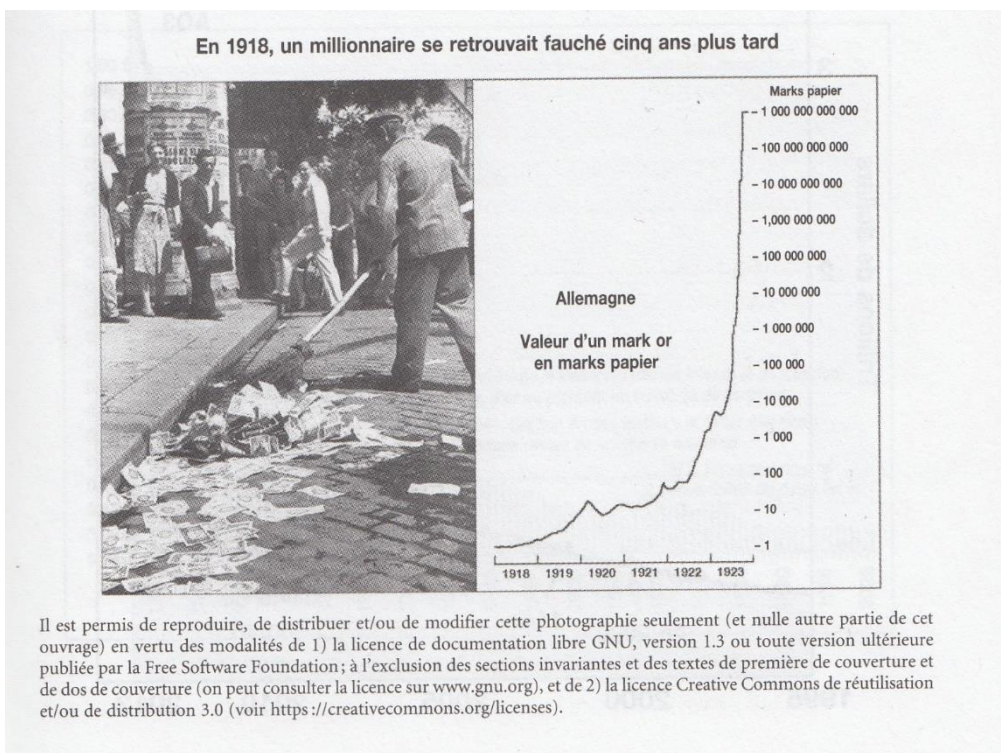 En 1918, un millionnaire se retrouvait fauché cinq ans plus tard
Marks papier
1 000 000 000 000
100 000 000 000
10 000 000 000
1,000 000 000
100 000 000
10 000 000
1 000 000
100 000
10 000
1 000
100
10
1
Allemagne
Valeur d'un mark or
en marks papier
1918 1919 1920 1921 1922 1923
Il est permis de reproduire, de distribuer et/ou de modifier cette photographie seulement (et nulle autre partie de cet
ouvrage) en vertu des modalités de 1) la licence de documentation libre GNU, version 1.3 ou toute version ultérieure
publiée par la Free Software Foundation ; à l'exclusion des sections invariantes et des textes de première de couverture et
de dos de couverture (on peut consulter la licence sur www.gnu.org), et de 2) la licence Creative Commons de réutilisation
et/ou de distribution 3.0 (voir https ://creativecommons.org/licenses).